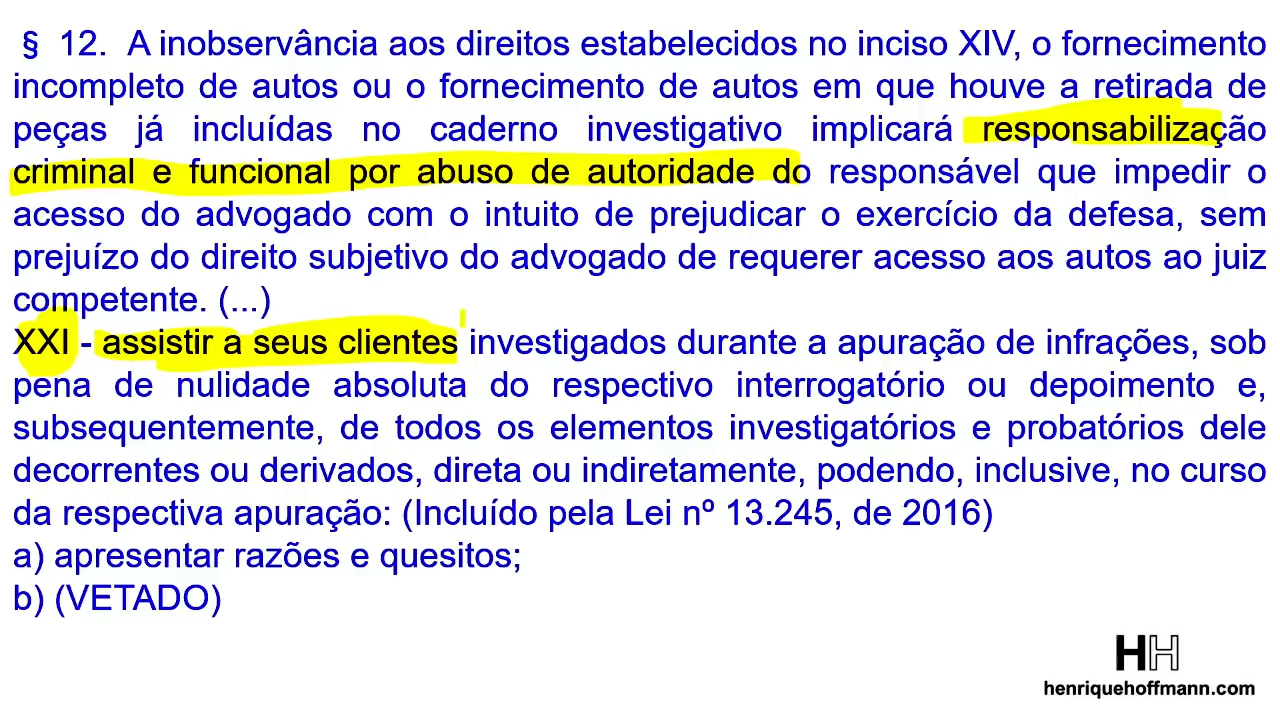 § 12. A inobservância aos direitos estabelecidos no inciso XIV, o fornecimento
incompleto de autos ou o fornecimento de autos em que houve a retirada de
peças já incluídas no caderno investigativo implicará responsabilização
criminal e funcional por abuso de autoridade do responsável que impedir o
acesso do advogado com o intuito de prejudicar o exercício da defesa, sem
prejuízo do direito subjetivo do advogado de requerer acesso aos autos ao juiz
competente. (...)
XXI - assistir a seus clientes investigados durante a apuração de infrações, sob
pena de nulidade absoluta do respectivo interrogatório ou depoimento e,
subsequentemente, de todos os elementos investigatórios e probatórios dele
decorrentes ou derivados, direta ou indiretamente, podendo, inclusive, no curso
da respectiva apuração: (Incluído pela Lei nº 13.245, de 2016)
a) apresentar razões e quesitos;
b) (VETADO)
HH
henriquehoffmann.com